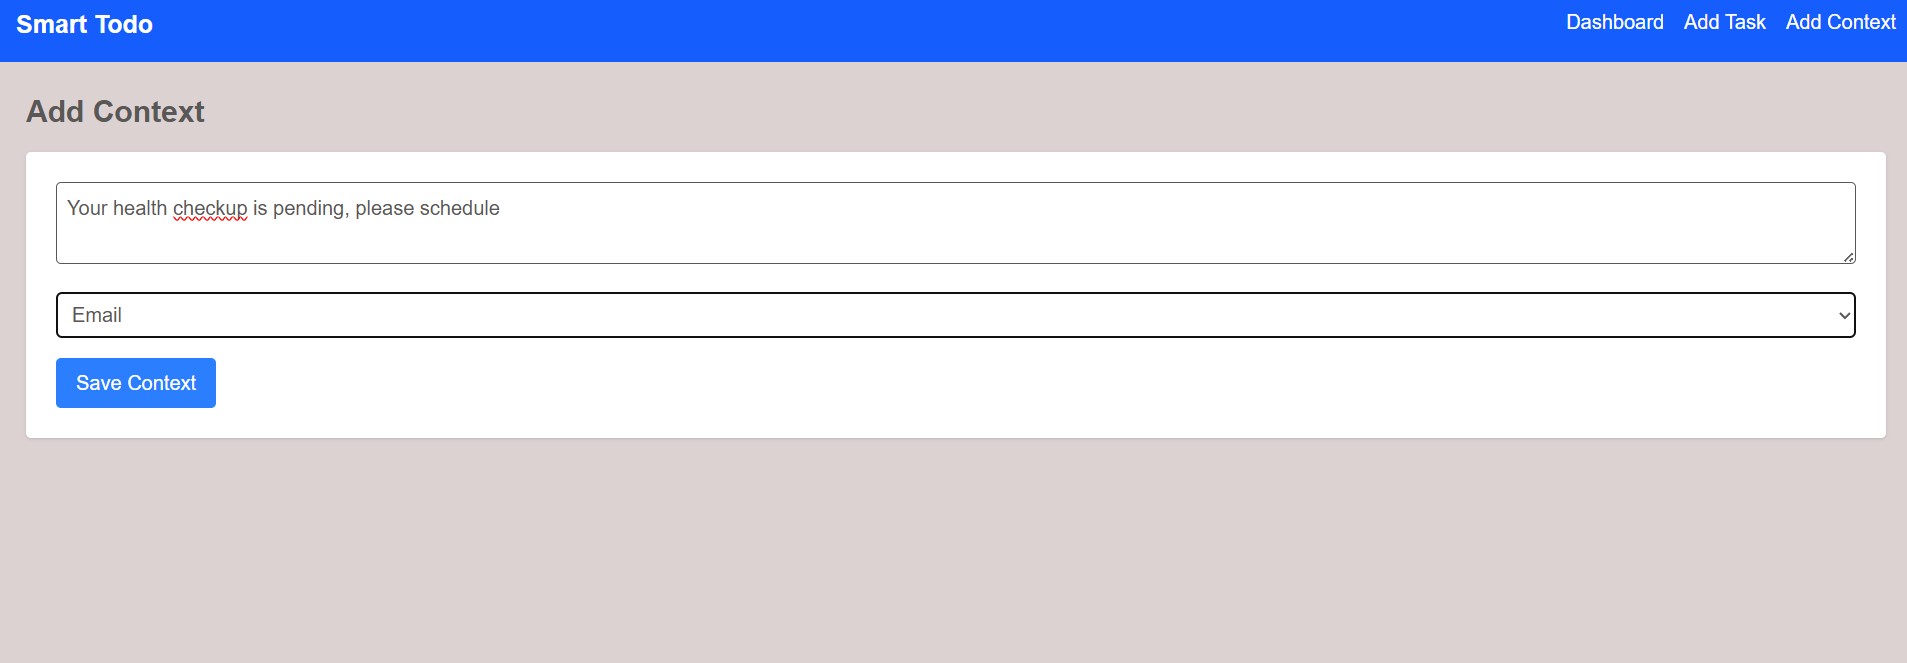 Smart Todo
Dashboard Add Task Add Context
Add Context
Your health checkup is pending, please schedule
Email
Save Context